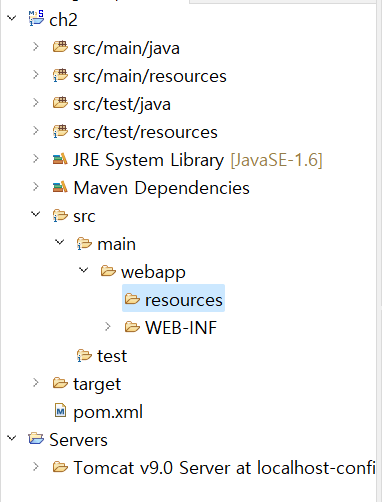 ch2
src/main/java
src/main/resources
src/test/java
src/test/resources
JRE System Library [JavaSE-1.6]
Maven Dependencies
src
main
webapp
resources
WEB-INF
test
target
pom.xml
Servers
Tomcat v9.0 Server at localhost-confi